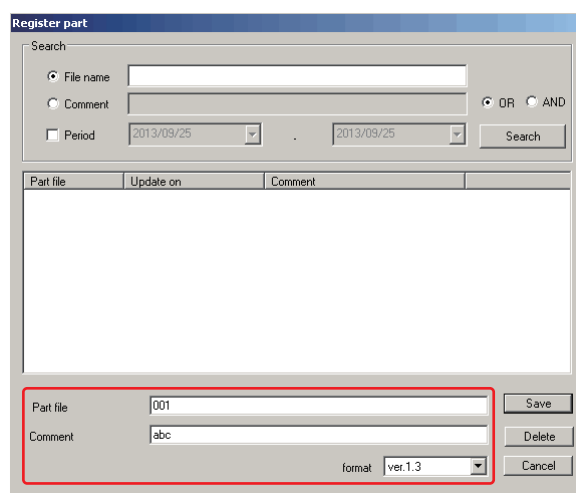 Register part
Search
File name
Comment
OR AND
Period 2013/09/25 . 2013/09/25 Search
Part file Update on Comment
Part file 001 Save
Comment abc Delete
format ver.1.3 Cancel